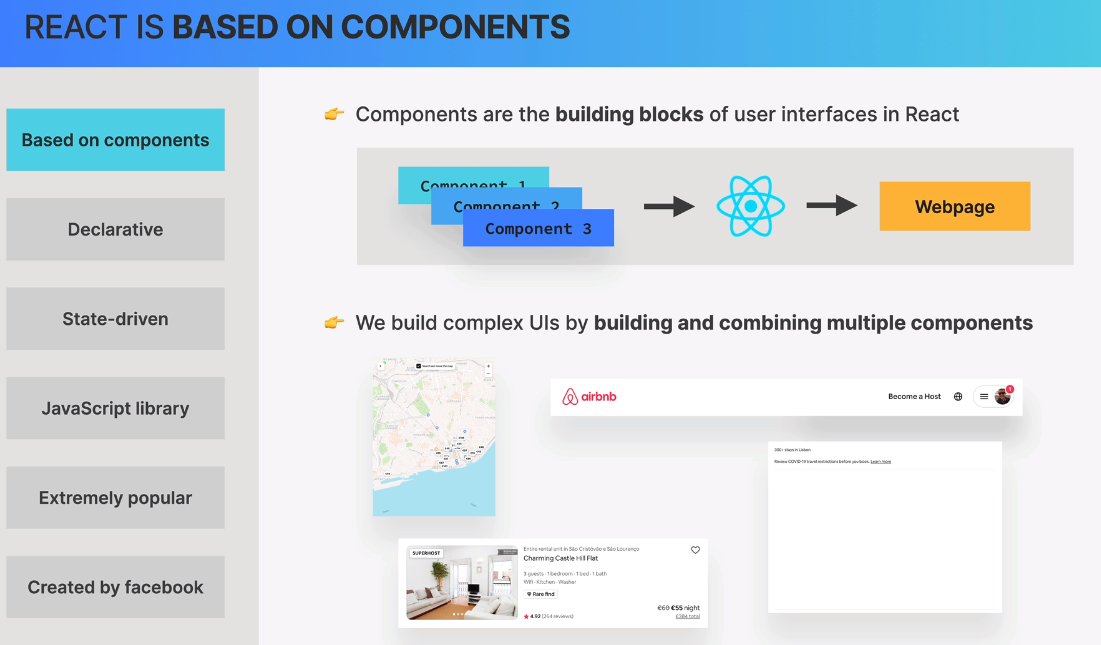 REACT IS BASED ON COMPONENTS
Based on components
Declarative
State-driven
JavaScript library
Extremely popular
Created by facebook
👉 Components are the building blocks of user interfaces in React
Component 1
Component 2
Component 3
Webpage
👉 We build complex UIs by building and combining multiple components
airbnb
Become a Host
1
300+ stays in Lisbon
Review COVID-19 travel restrictions before you book. Learn more
SUPERHOST
Entire rental unit in São Cristóvão e São Lourenço
Charming Castle Hill Flat
3 guests · 1 bedroom · 1 bed · 1 bath
Wifi · Kitchen · Washer
Rare find
4.92 (264 reviews)
€60 €55 night